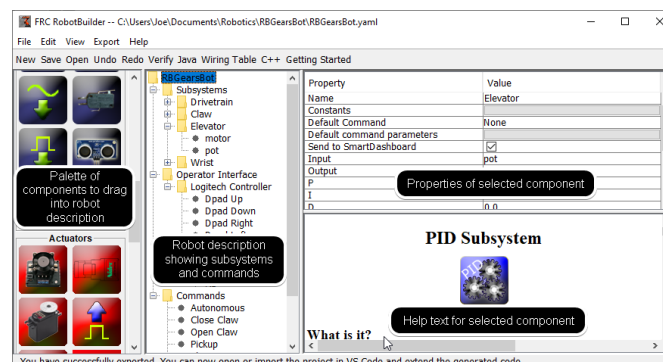 FRC RobotBuilder -- C:\Users\Joe\Documents\Robotics\RBGearsBot\RBGearsBot.yaml
File Edit View Export Help
New Save Open Undo Redo Verify Java Wiring Table C++ Getting Started
Palette of
components to drag
into robot
description
Actuators
RBGearsBot
Subsystems
Drivetrain
Claw
Elevator
motor
pot
Wrist
Operator Interface
Logitech Controller
Dpad Up
Dpad Down
Dpad Right
Robot description
showing subsystems
and commands
Commands
Autonomous
Close Claw
Open Claw
Pickup
Property Value
Name Elevator
Constants
Default Command None
Default command parameters
Send to SmartDashboard
Input pot
Output
P
I
D 0.0
Properties of selected component
PID Subsystem
PID
Help text for selected component
What is it?
You have successfully exported. You can now open or import the project in VS Code and extend the generated code